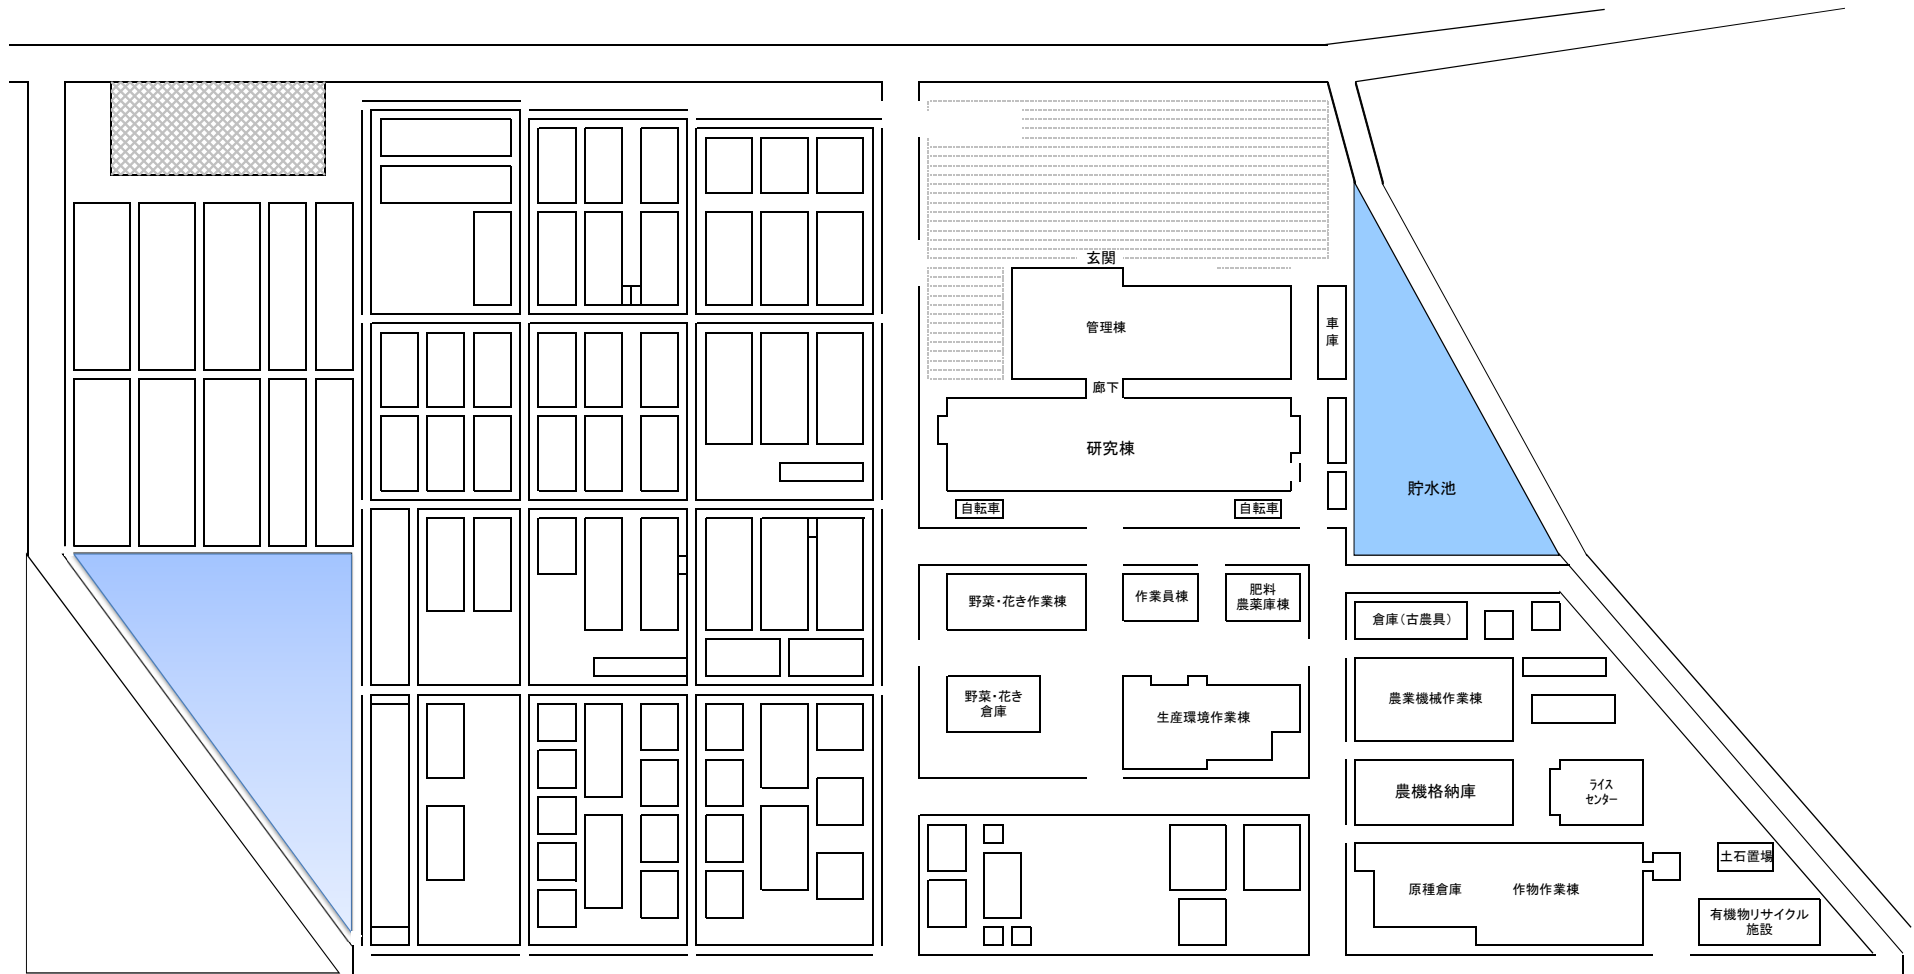 玄関
管理棟
車
庫
廊下
研究棟
貯水池
自転車
自転車
野菜・花き作業棟
作業員棟
肥料
農薬庫棟
倉庫(古農具)
野菜・花き
倉庫
生産環境作業棟
農業機械作業棟
農機格納庫
ライス
センター
土石置場
原種倉庫
作物作業棟
有機物リサイクル
施設